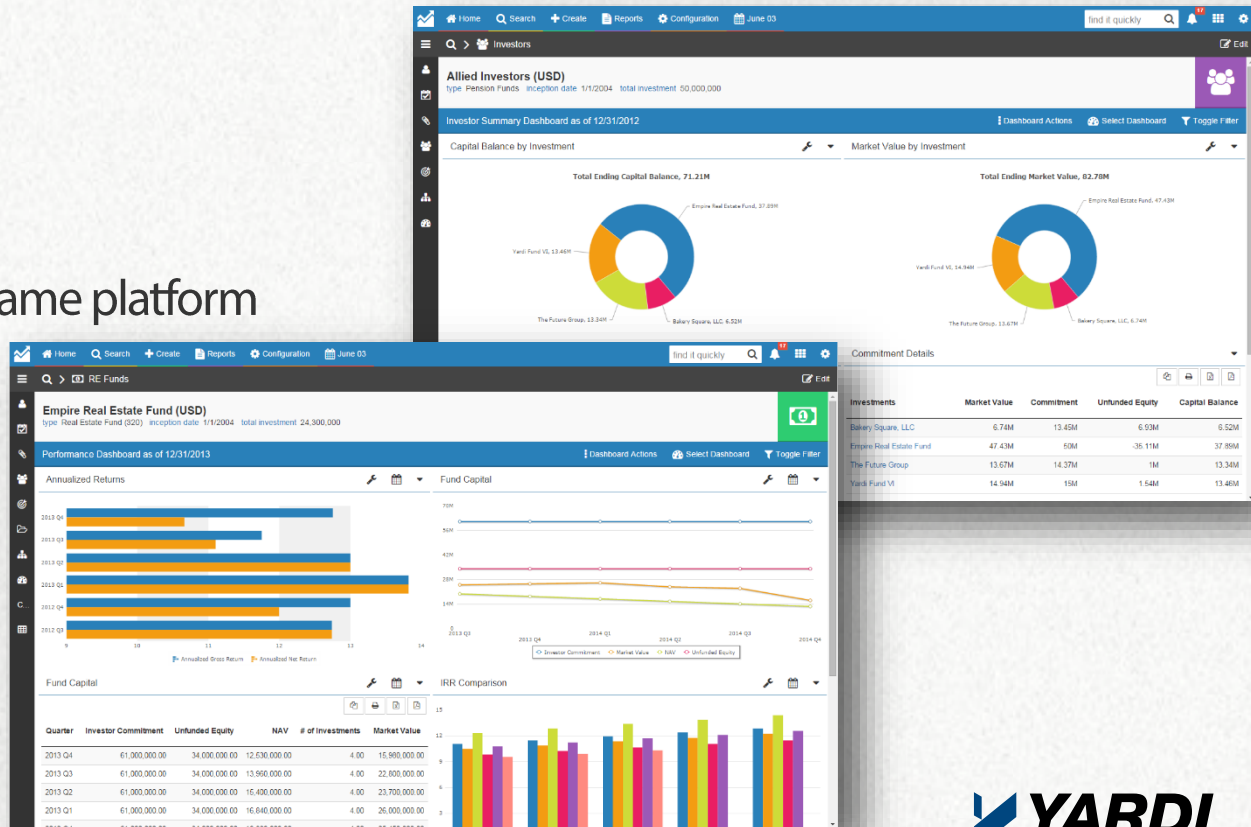 ame platform
Home Search Create Reports Configuration June 03
find it quickly
17
Investors
Edit
Allied Investors (USD)
type Pension Funds inception date 1/1/2004 total investment 50,000,000
Investor Summary Dashboard as of 12/31/2012
Dashboard Actions Select Dashboard Toggle Filter
Capital Balance by Investment
Total Ending Capital Balance, 71.21M
Empire Real Estate Fund, 37.89M
Yardi Fund VI, 13.46M
The Future Group, 13.34M
Bakery Square, LLC, 6.52M
Market Value by Investment
Total Ending Market Value, 82.78M
Empire Real Estate Fund, 47.43M
Yardi Fund VI, 14.94M
The Future Group, 13.67M
Bakery Square, LLC, 6.74M
Commitment Details
Investments Market Value Commitment Unfunded Equity Capital Balance
Bakery Square, LLC 6.74M 13.45M 6.93M 6.52M
Empire Real Estate Fund 47.43M 60M -35.11M 37.89M
The Future Group 13.67M 14.37M 1M 13.34M
Yardi Fund VI 14.94M 15M 1.54M 13.46M
Home Search Create Reports Configuration June 03
find it quickly
RE Funds
Edit
Empire Real Estate Fund (USD)
type Real Estate Fund (820) inception date 1/1/2004 total investment 24,300,000
Performance Dashboard as of 12/31/2013
Dashboard Actions Select Dashboard Toggle Filter
Annualized Returns
2013 Q4
2013 Q3
2013 Q2
2013 Q1
2012 Q4
2012 Q3
9 10 11 12 13 14
Annualized Gross Return Annualized Net Return
Fund Capital
70M
56M
42M
28M
14M
0
2013 Q3 2013 Q4 2014 Q1 2014 Q2 2014 Q3 2014 Q4
Investor Commitment Market Value NAV Unfunded Equity
C...
Fund Capital
Quarter Investor Commitment Unfunded Equity NAV # of Investments Market Value
2013 Q4 61,000,000.00 34,000,000.00 12,530,000.00 4.00 15,980,000.00
2013 Q3 61,000,000.00 34,000,000.00 13,960,000.00 4.00 22,800,000.00
2013 Q2 61,000,000.00 34,000,000.00 15,400,000.00 4.00 23,700,000.00
2013 Q1 61,000,000.00 34,000,000.00 16,840,000.00 4.00 26,000,000.00
IRR Comparison
15
12
9
6
3
YARDI